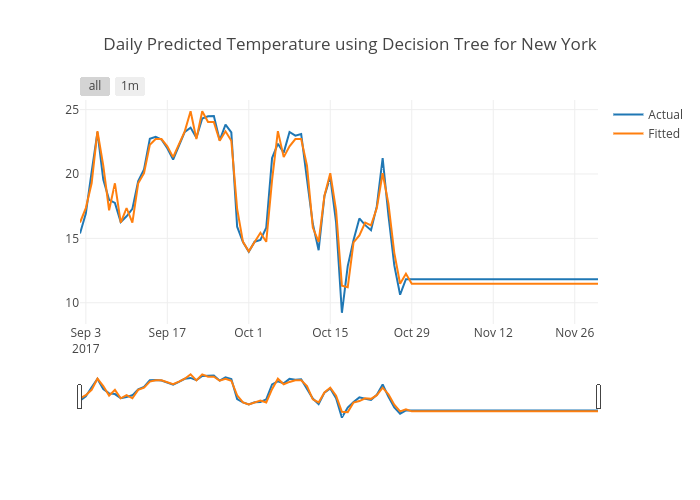 Daily Predicted Temperature using Decision Tree for New York
all 1m
Actual
Fitted
25
20
15
10
Sep 3 Sep 17 Oct 1 Oct 15 Oct 29 Nov 12 Nov 26
2017